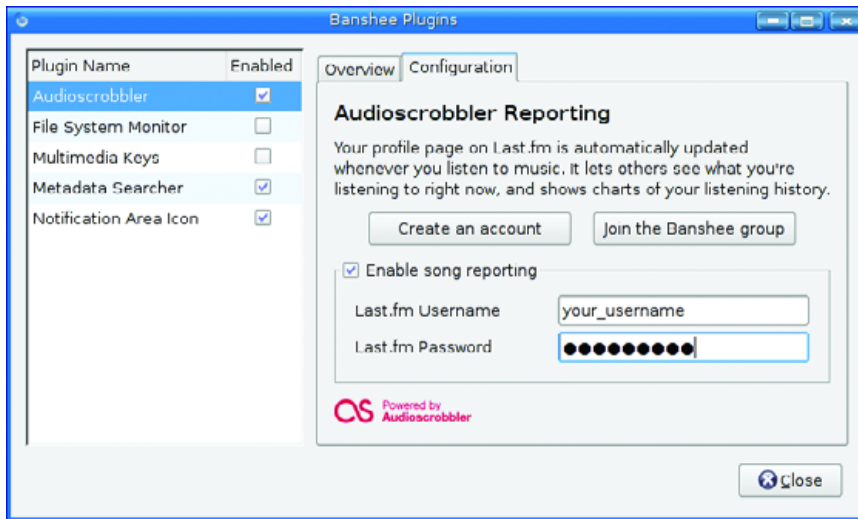 Banshee Plugins
Plugin Name Enabled
Audioscrobbler
File System Monitor
Multimedia Keys
Metadata Searcher
Notification Area Icon
Overview Configuration
Audioscrobbler Reporting
Your profile page on Last.fm is automatically updated
whenever you listen to music. It lets others see what you're
listening to right now, and shows charts of your listening history.
Create an account Join the Banshee group
Enable song reporting
Last.fm Username your_username
Last.fm Password ●●●●●●●●●
Powered by
Audioscrobbler
Close